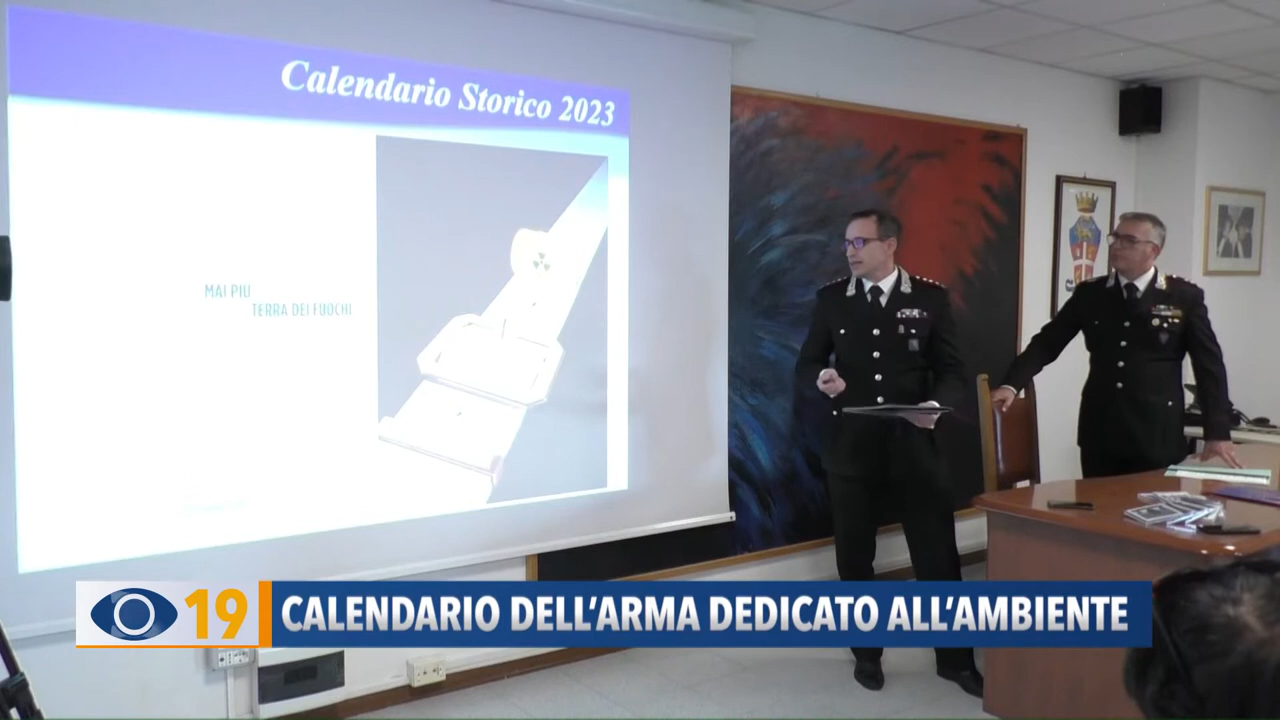 Calendario Storico 2023
MAI PIU
TERRA DEI FUOCHI
19 CALENDARIO DELL'ARMA DEDICATO ALL'AMBIENTE